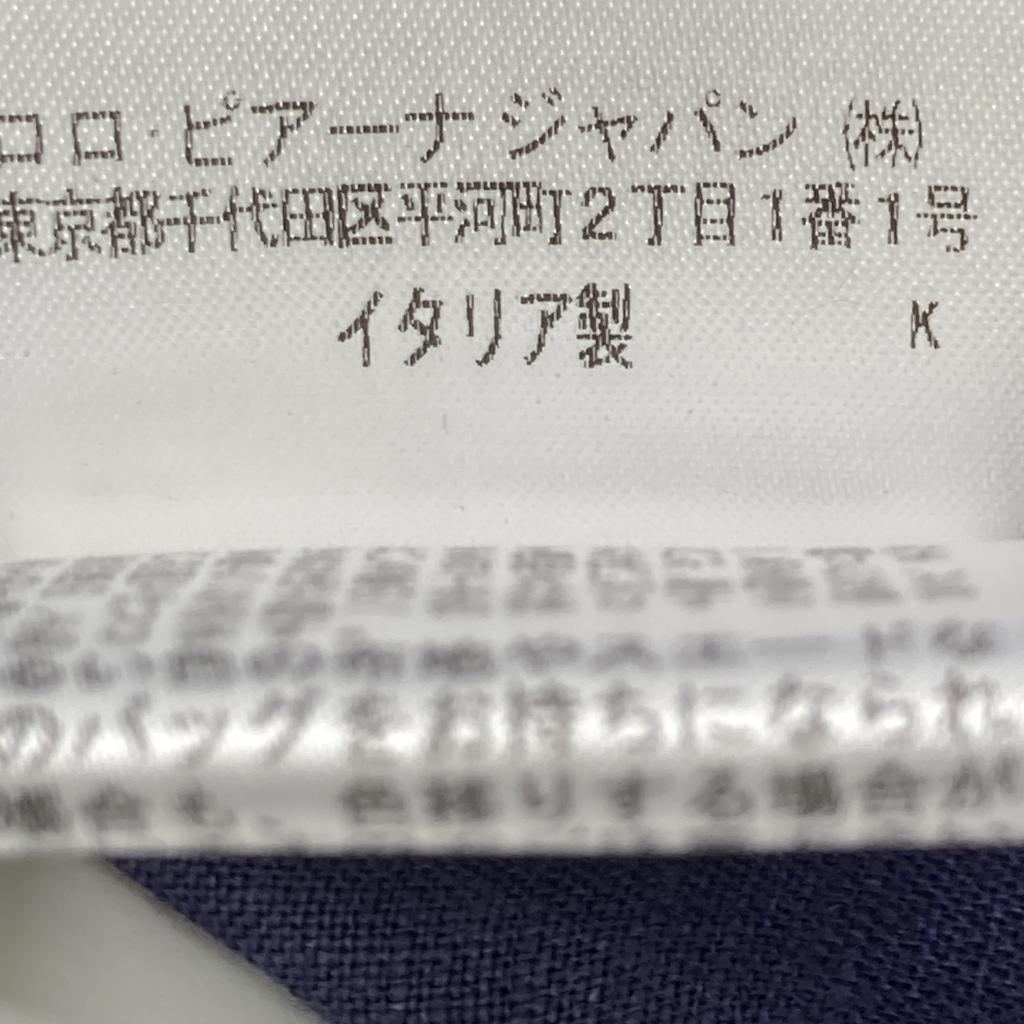 ロロ・ピアーナ ジャパン ㈱
東京都千代田区平河町2丁目1番1号
イタリア製 K
のバッグをお持ちになられ
場合も、色移りする場合が